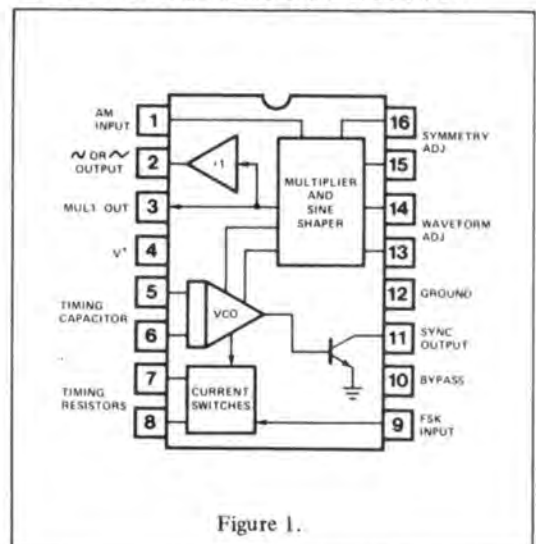 AM
INPUT
1
∿ OR ∿
OUTPUT
2
MULT OUT
3
V+
4
TIMING
CAPACITOR
5
6
TIMING
RESISTORS
7
8
+1
MULTIPLIER
AND
SINE
SHAPER
VCO
CURRENT
SWITCHES
16
SYMMETRY
ADJ
15
14
WAVEFORM
ADJ
13
12
GROUND
11
SYNC
OUTPUT
10
BYPASS
9
FSK
INPUT
Figure 1.